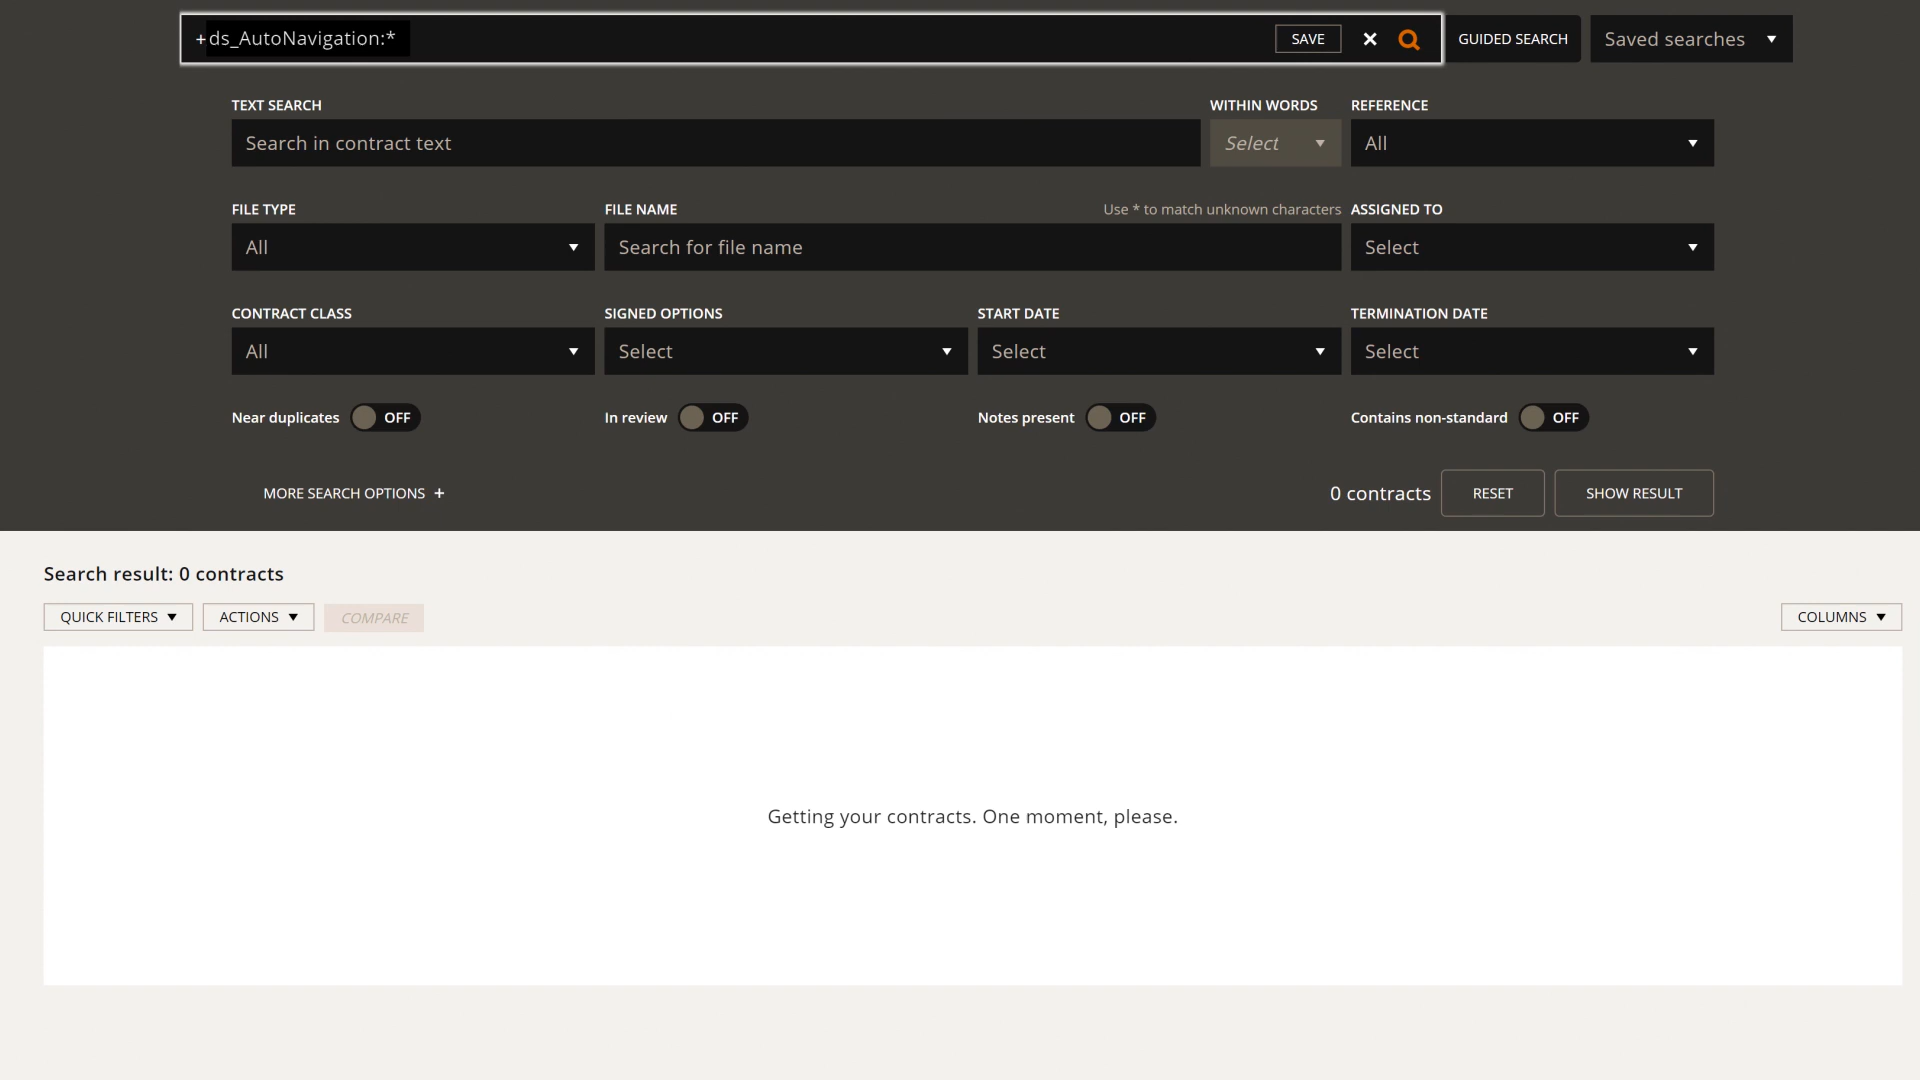 +ds_AutoNavigation:*
SAVE
GUIDED SEARCH
Saved searches
TEXT SEARCH
WITHIN WORDS
REFERENCE
Search in contract text
Select
All
FILE TYPE
FILE NAME
Use * to match unknown characters
ASSIGNED TO
All
Search for file name
Select
CONTRACT CLASS
SIGNED OPTIONS
START DATE
TERMINATION DATE
All
Select
Select
Select
Near duplicates OFF
In review OFF
Notes present OFF
Contains non-standard OFF
MORE SEARCH OPTIONS +
0 contracts
RESET
SHOW RESULT
Search result: 0 contracts
QUICK FILTERS
ACTIONS
COMPARE
COLUMNS
Getting your contracts. One moment, please.